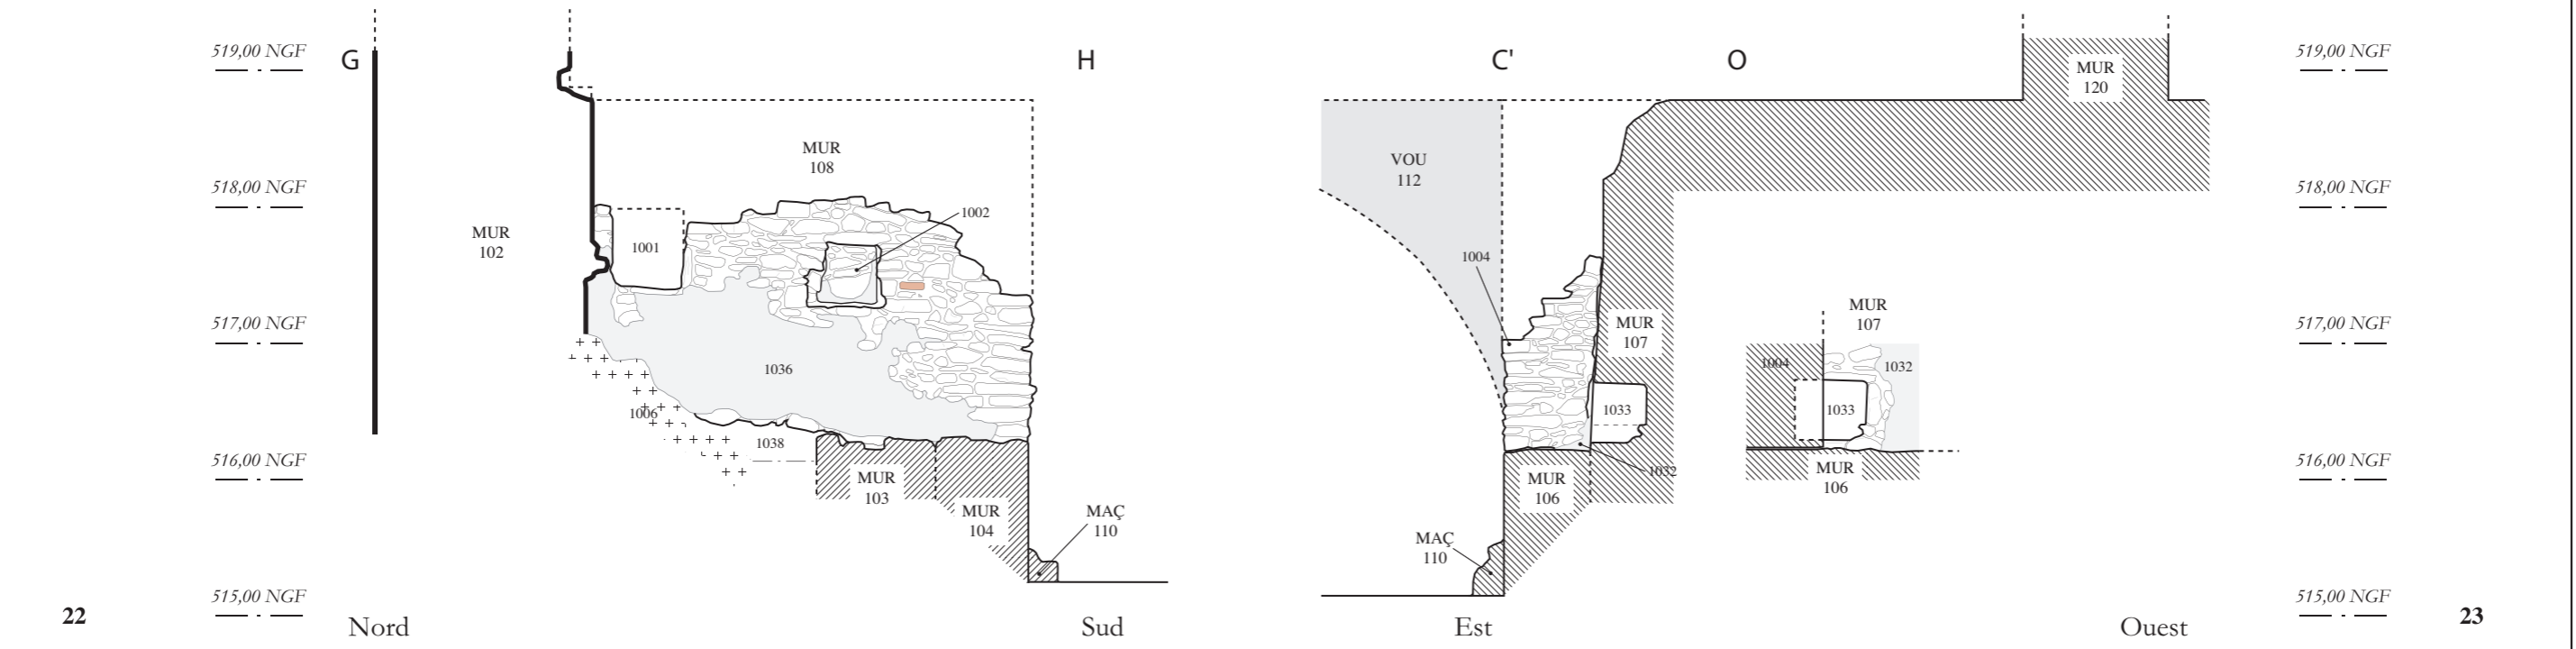 519,00 NGF
G
H
C'
O
519,00 NGF
MUR
120
MUR
108
VOU
112
518,00 NGF
518,00 NGF
1002
MUR
102
1001
1004
517,00 NGF
MUR
107
MUR
107
517,00 NGF
1036
1004
1032
1006
1033
1033
1038
516,00 NGF
1032
MUR
106
516,00 NGF
MUR
103
MUR
106
MUR
104
MAÇ
110
MAÇ
110
515,00 NGF
515,00 NGF
22
Nord
Sud
Est
Ouest
23